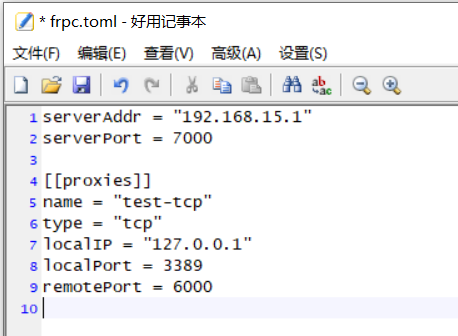 * frpc.toml - 好用记事本
文件(F) 编辑(E) 查看(V) 高级(A) 设置(S)
ab
ac
1 serverAddr = "192.168.15.1"
2 serverPort = 7000
3
4 [[proxies]]
5 name = "test-tcp"
6 type = "tcp"
7 localIP = "127.0.0.1"
8 localPort = 3389
9 remotePort = 6000
10